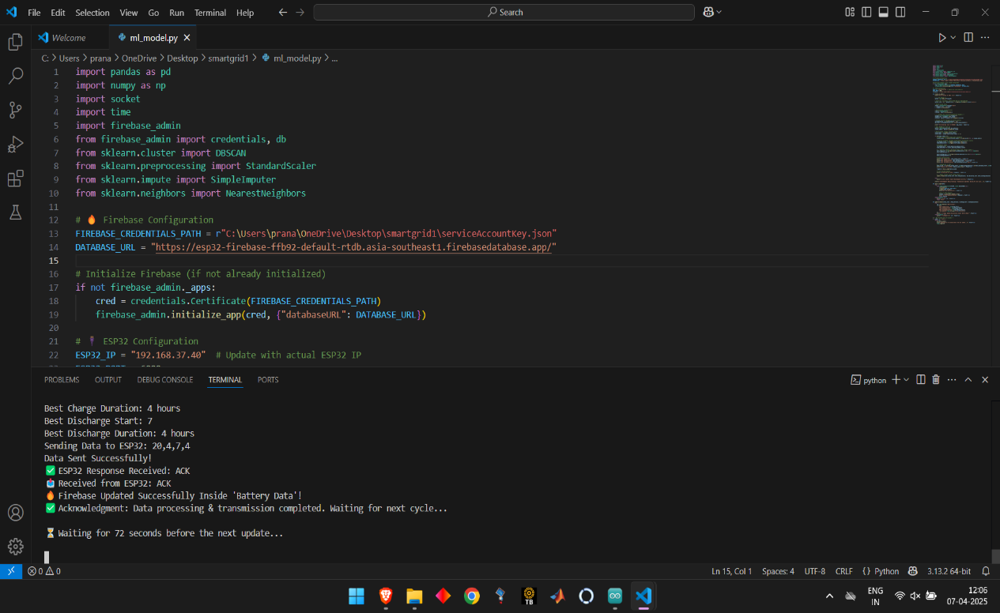 File Edit Selection View Go Run Terminal Help Search
Welcome ml_model.py
C: > Users > prana > OneDrive > Desktop > smartgrid1 > ml_model.py > ...
1 import pandas as pd
2 import numpy as np
3 import socket
4 import time
5 import firebase_admin
6 from firebase_admin import credentials, db
7 from sklearn.cluster import DBSCAN
8 from sklearn.preprocessing import StandardScaler
9 from sklearn.impute import SimpleImputer
10 from sklearn.neighbors import NearestNeighbors
11
12 # 🔥 Firebase Configuration
13 FIREBASE_CREDENTIALS_PATH = r"C:\Users\prana\OneDrive\Desktop\smartgrid1\serviceAccountKey.json"
14 DATABASE_URL = "https://esp32-firebase-ffb92-default-rtdb.asia-southeast1.firebasedatabase.app/"
15
16 # Initialize Firebase (if not already initialized)
17 if not firebase_admin._apps:
18 cred = credentials.Certificate(FIREBASE_CREDENTIALS_PATH)
19 firebase_admin.initialize_app(cred, {"databaseURL": DATABASE_URL})
20
21 # ESP32 Configuration
22 ESP32_IP = "192.168.37.40" # Update with actual ESP32 IP
PROBLEMS OUTPUT DEBUG CONSOLE TERMINAL PORTS python
Best Charge Duration: 4 hours
Best Discharge Start: 7
Best Discharge Duration: 4 hours
Sending Data to ESP32: 20,4,7,4
Data Sent Successfully!
✅ ESP32 Response Received: ACK
📩 Received from ESP32: ACK
🔥 Firebase Updated Successfully Inside 'Battery Data'!
✅ Acknowledgment: Data processing & transmission completed. Waiting for next cycle...
⏳ Waiting for 72 seconds before the next update...
0 0 Ln 15, Col 1 Spaces: 4 UTF-8 CRLF {} Python 3.13.2 64-bit
TB
ENG
IN
12:06
07-04-2025